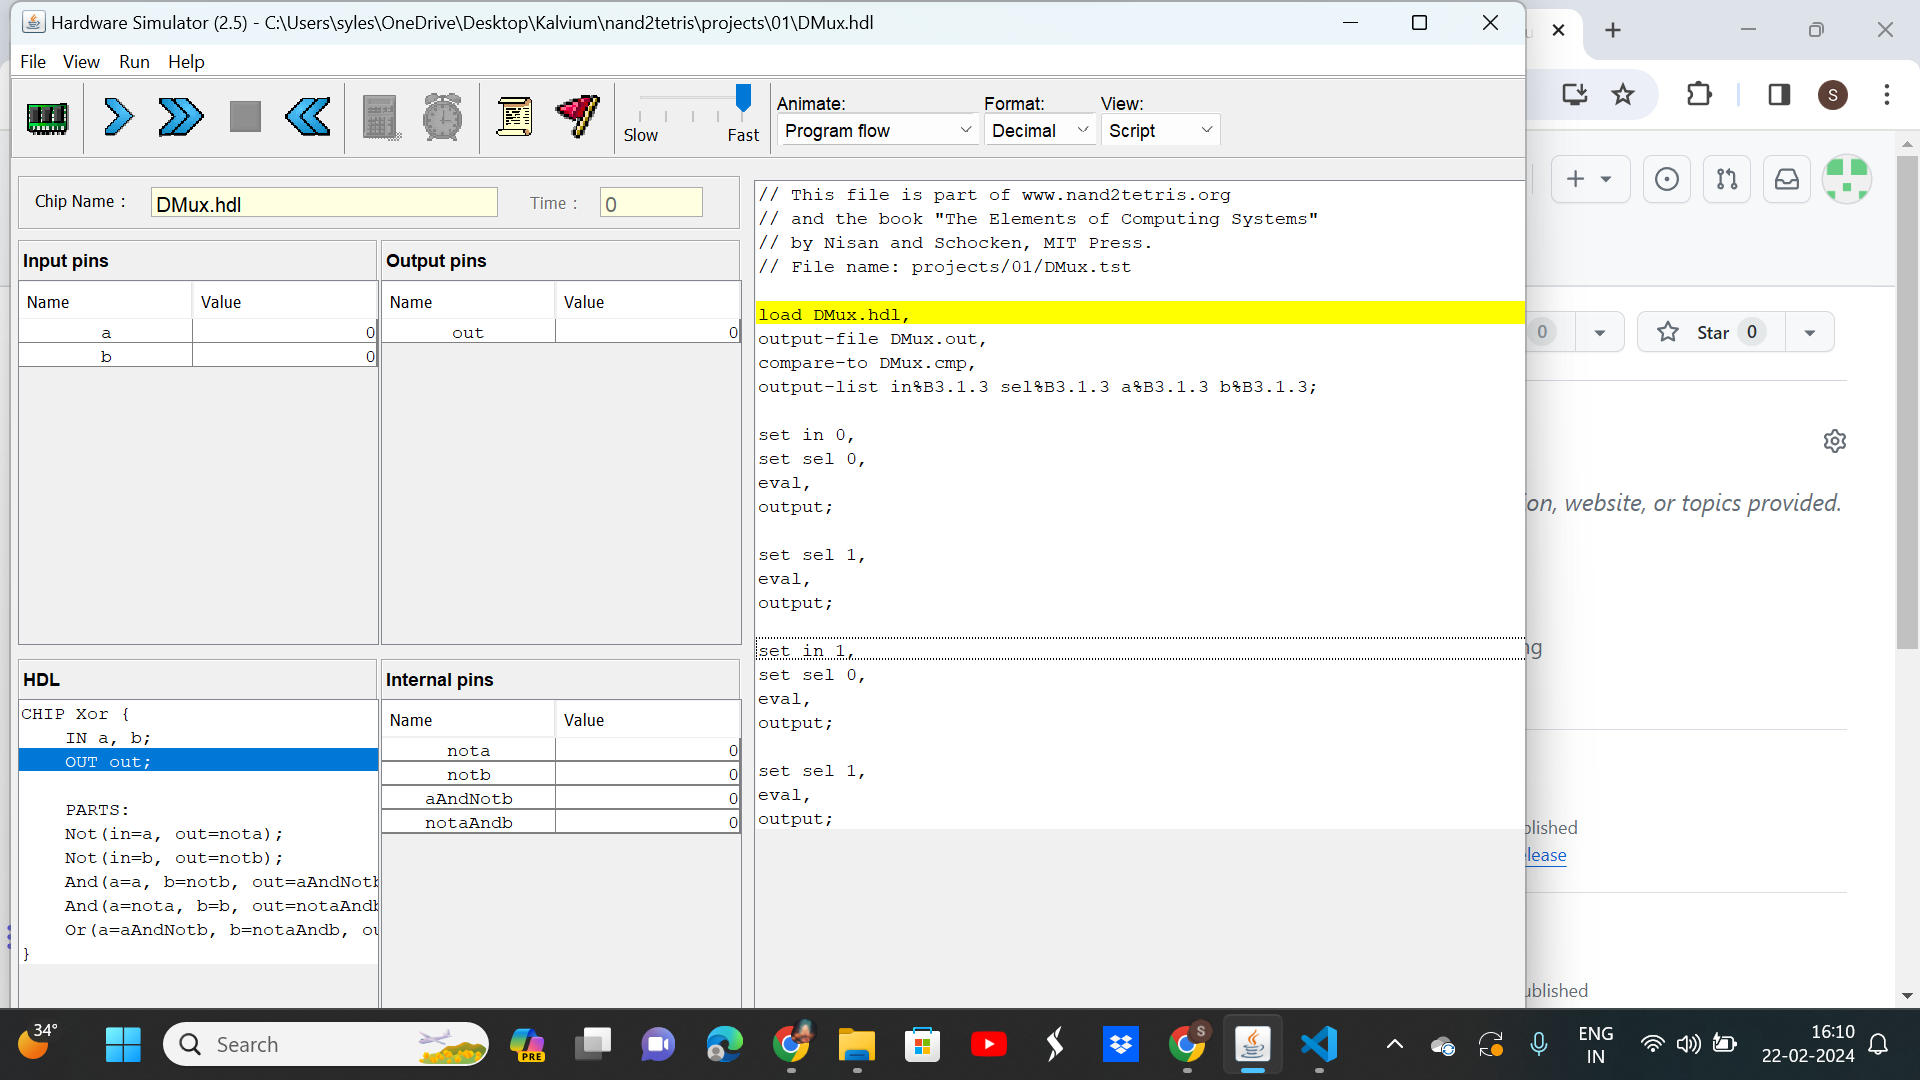 Hardware Simulator (2.5) - C:\Users\syles\OneDrive\Desktop\Kalvium\nand2tetris\projects\01\DMux.hdl
File View Run Help
Slow Fast
Animate: Format: View:
Program flow Decimal Script
S
Chip Name : DMux.hdl Time : 0
Input pins
Name Value
a 0
b 0
Output pins
Name Value
out 0
HDL
CHIP Xor {
IN a, b;
OUT out;
PARTS:
Not(in=a, out=nota);
Not(in=b, out=notb);
And(a=a, b=notb, out=aAndNotb
And(a=nota, b=b, out=notaAndb
Or(a=aAndNotb, b=notaAndb, ou
}
Internal pins
Name Value
nota 0
notb 0
aAndNotb 0
notaAndb 0
// This file is part of www.nand2tetris.org
// and the book "The Elements of Computing Systems"
// by Nisan and Schocken, MIT Press.
// File name: projects/01/DMux.tst
load DMux.hdl,
output-file DMux.out,
compare-to DMux.cmp,
output-list in%B3.1.3 sel%B3.1.3 a%B3.1.3 b%B3.1.3;
set in 0,
set sel 0,
eval,
output;
set sel 1,
eval,
output;
set in 1,
set sel 0,
eval,
output;
set sel 1,
eval,
output;
0 Star 0
on, website, or topics provided.
ng
blished
lease
ublished
34°
Search
PRE
S
ENG
IN
16:10
22-02-2024